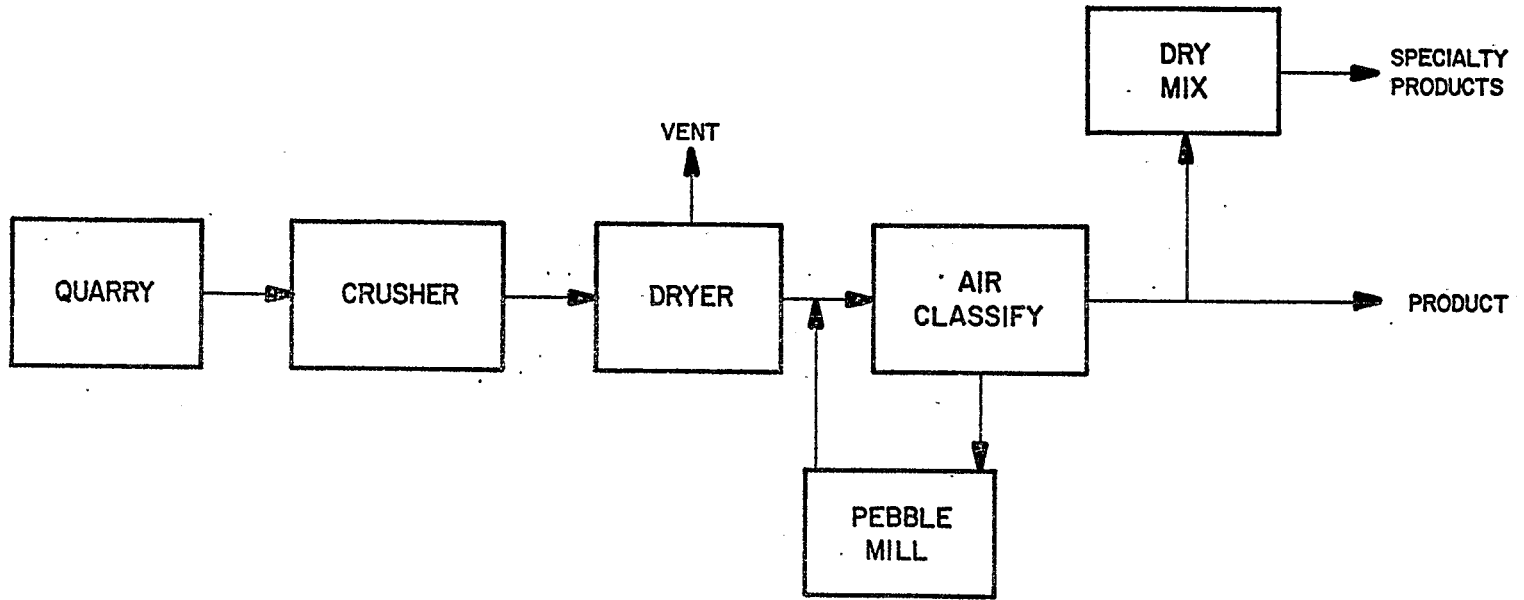 DRY
MIX
SPECIALTY
PRODUCTS
VENT
QUARRY
CRUSHER
DRYER
AIR
CLASSIFY
PRODUCT
PEBBLE
MILL